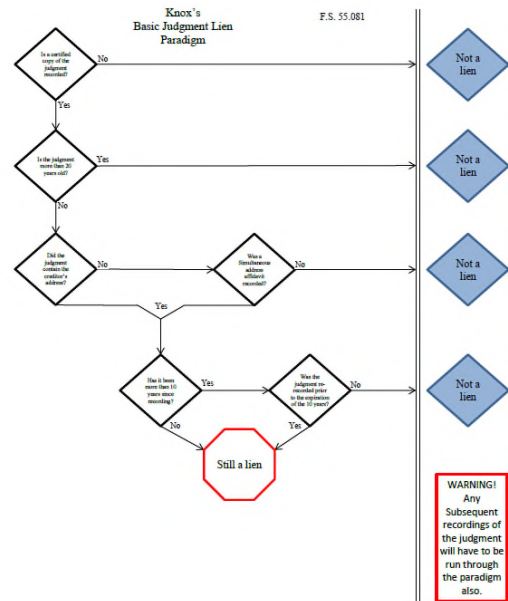 Knox's
Basic Judgment Lien
Paradigm
F.S. 55.081
Is a certified
copy of the
judgment
recorded?
No
Not a
lien
Yes
Is the judgment
more than 20
years old?
Yes
Not a
lien
No
Did the
judgment
contain the
creditor's
address?
No
Was a
Simultaneous
address
affidavit
recorded?
No
Not a
lien
Yes
Has it been
more than 10
years since
recording?
Yes
Was the
judgment re-
recorded prior
to the expiration
of the 10 years?
No
Not a
lien
No
Yes
Still a lien
WARNING!
Any
Subsequent
recordings of
the judgment
will have to be
run through
the paradigm
also.